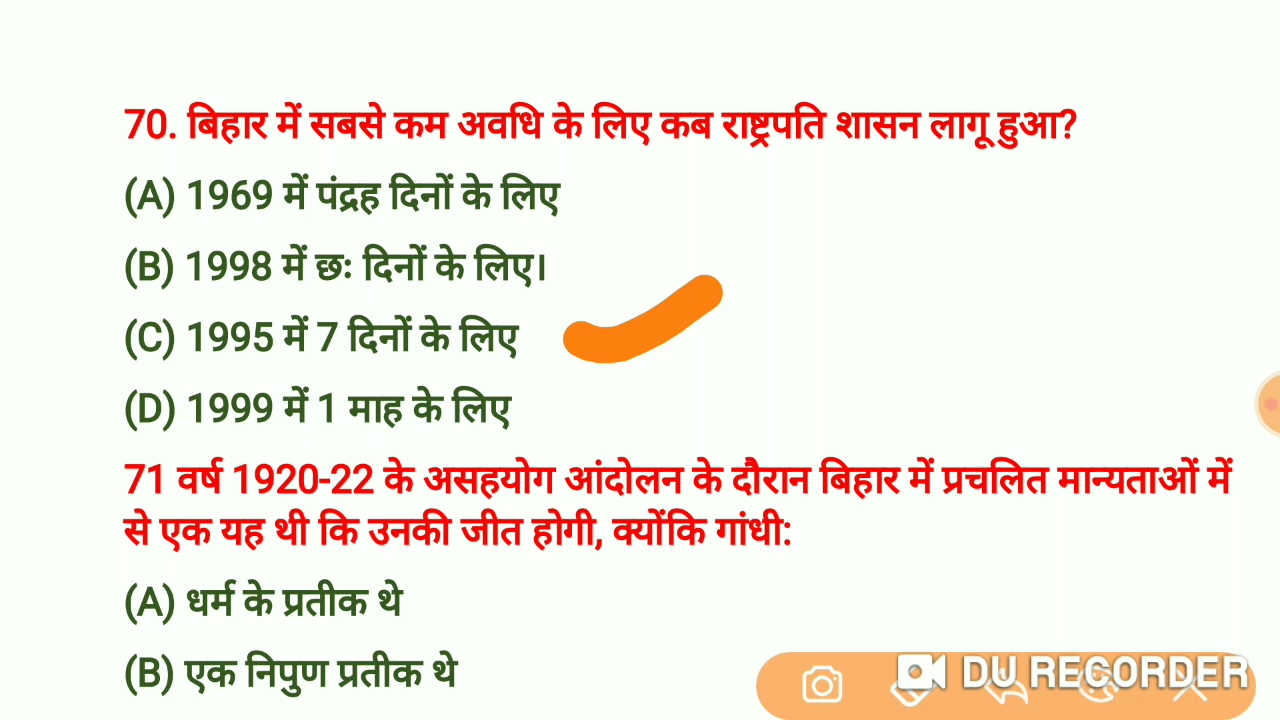 70. बिहार में सबसे कम अवधि के लिए कब राष्ट्रपति शासन लागू हुआ?
(A) 1969 में पंद्रह दिनों के लिए
(B) 1998 में छः दिनों के लिए।
(C) 1995 में 7 दिनों के लिए
(D) 1999 में 1 माह के लिए
71 वर्ष 1920-22 के असहयोग आंदोलन के दौरान बिहार में प्रचलित मान्यताओं में
से एक यह थी कि उनकी जीत होगी, क्योंकि गांधी:
(A) धर्म के प्रतीक थे
(B) एक निपुण प्रतीक थे
DU RECORDER